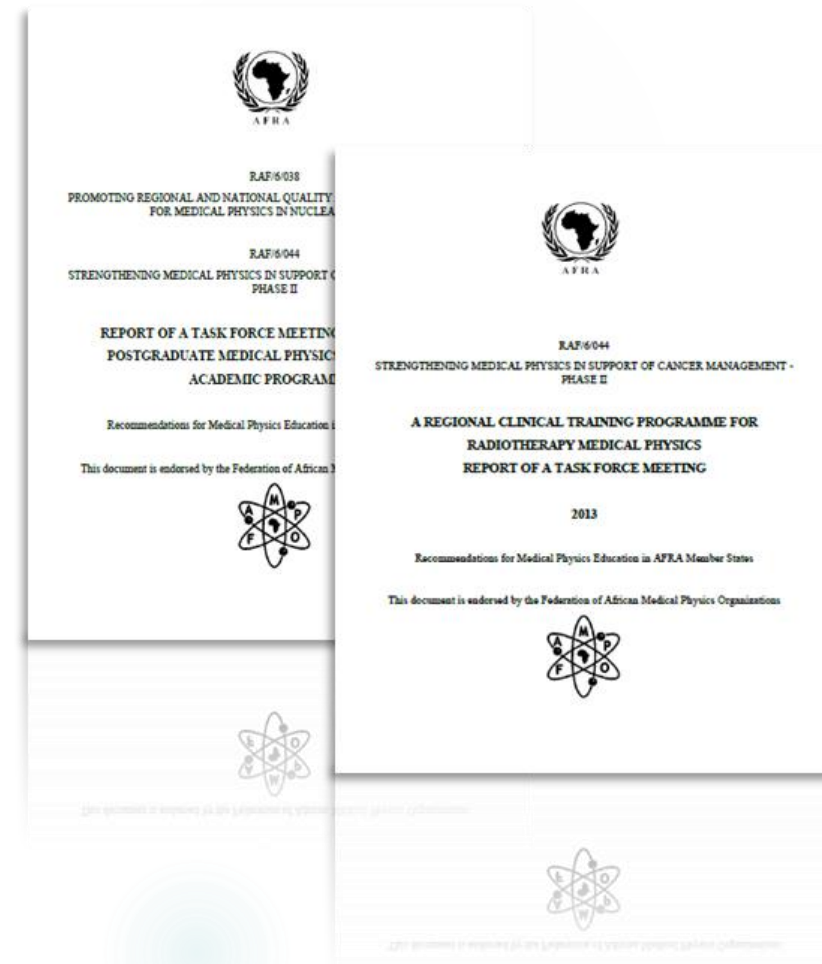 AFRA
RAF/6/038
PROMOTING REGIONAL AND NATIONAL QUALITY
FOR MEDICAL PHYSICS IN
RAF/6/044
STRENGTHENING MEDICAL PHYSICS IN SUPPORT
PHASE II
REPORT OF A TASK FORCE MEETING
POSTGRADUATE MEDICAL
ACADEMIC
Recommendations for Medical Physics Education
This document is endorsed by the Federation of African
A M P
F O
AFRA
RAF/6/044
STRENGTHENING MEDICAL PHYSICS IN SUPPORT OF CANCER MANAGEMENT -
PHASE II
A REGIONAL CLINICAL TRAINING PROGRAMME FOR
RADIOTHERAPY MEDICAL PHYSICS
REPORT OF A TASK FORCE MEETING
2013
Recommendations for Medical Physics Education in AFRA Member States
This document is endorsed by the Federation of African Medical Physics Organizations
A M P
F O